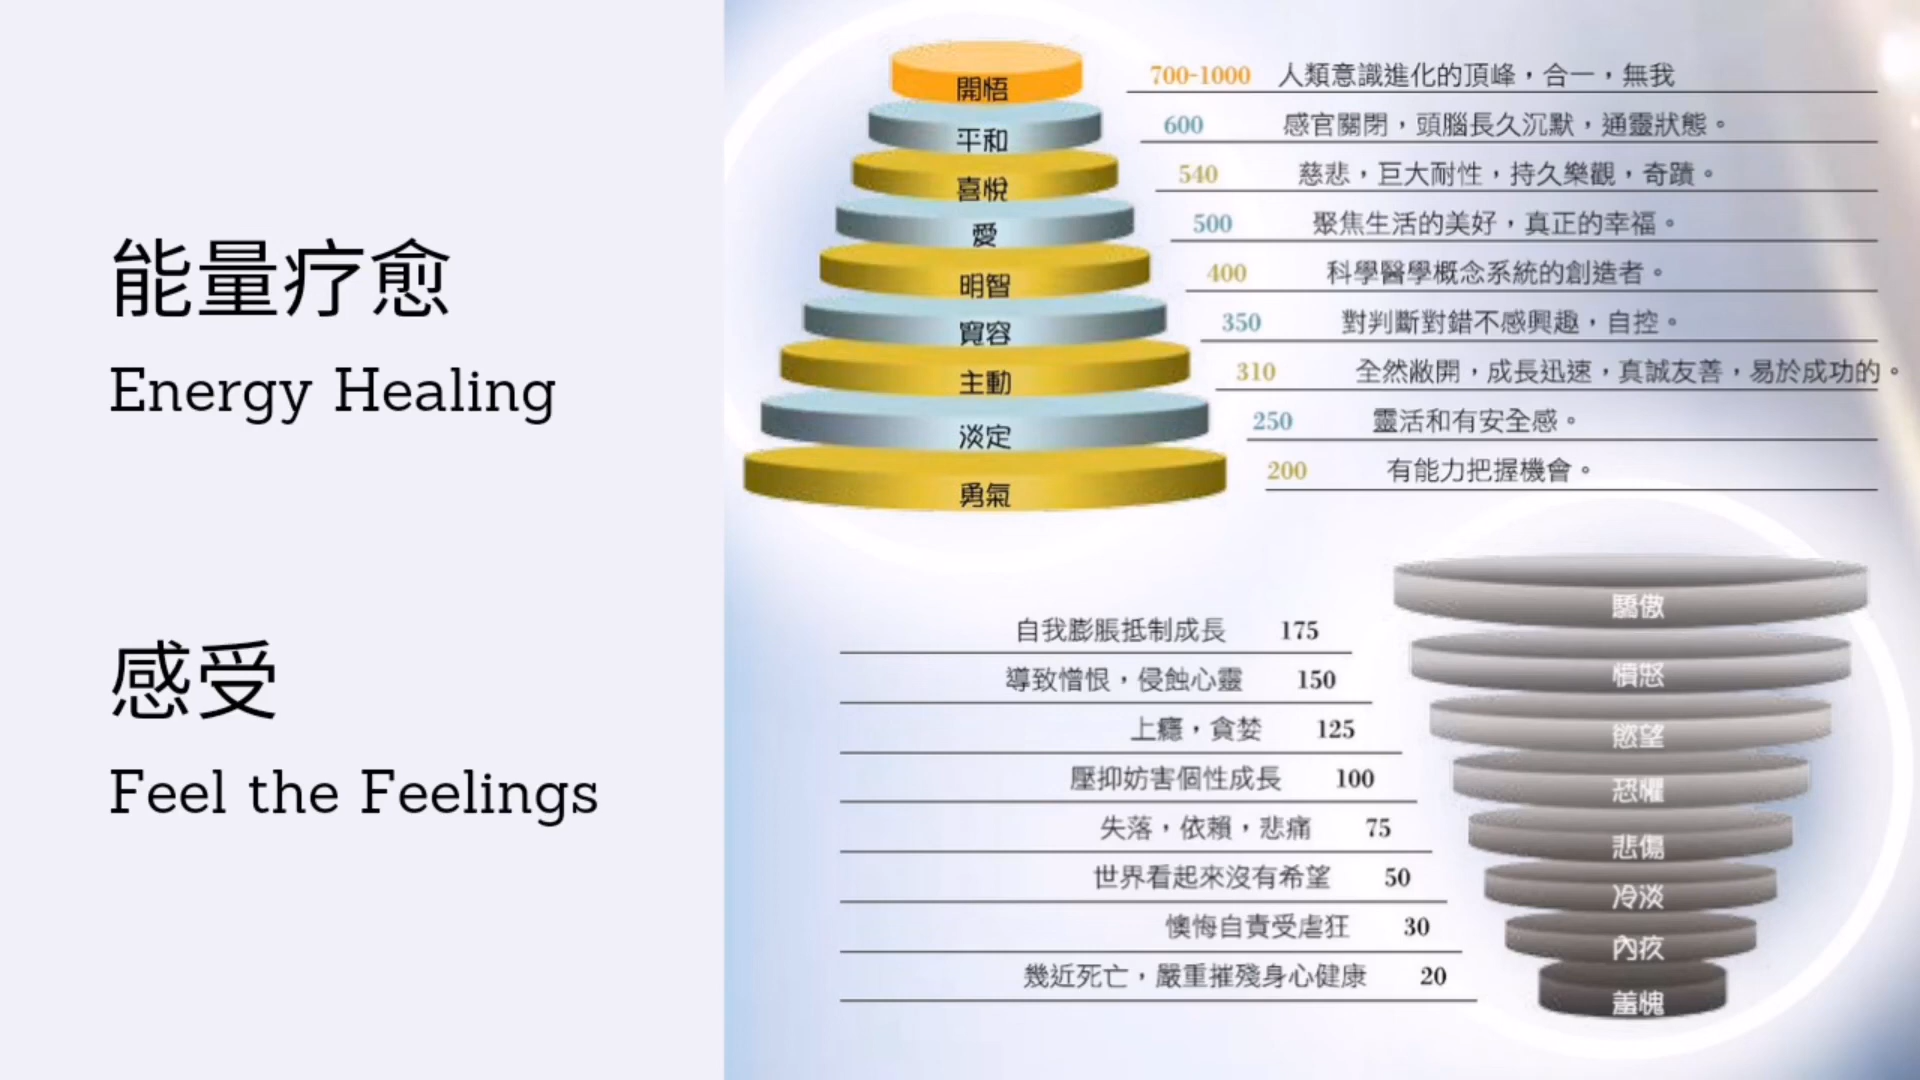 能量疗愈
Energy Healing
感受
Feel the Feelings
開悟 700-1000 人類意識進化的頂峰，合一，無我
平和 600 感官關閉，頭腦長久沉默，通靈狀態。
喜悅 540 慈悲，巨大耐性，持久樂觀，奇蹟。
愛 500 聚焦生活的美好，真正的幸福。
明智 400 科學醫學概念系統的創造者。
寬容 350 對判斷對錯不感興趣，自控。
主動 310 全然敞開，成長迅速，真誠友善，易於成功的。
淡定 250 靈活和有安全感。
勇氣 200 有能力把握機會。
自我膨脹抵制成長 175 驕傲
導致憎恨，侵蝕心靈 150 憤怒
上癮，貪婪 125 慾望
壓抑妨害個性成長 100 恐懼
失落，依賴，悲痛 75 悲傷
世界看起來沒有希望 50 冷淡
懊悔自責受虐狂 30 內疚
幾近死亡，嚴重摧殘身心健康 20 羞愧